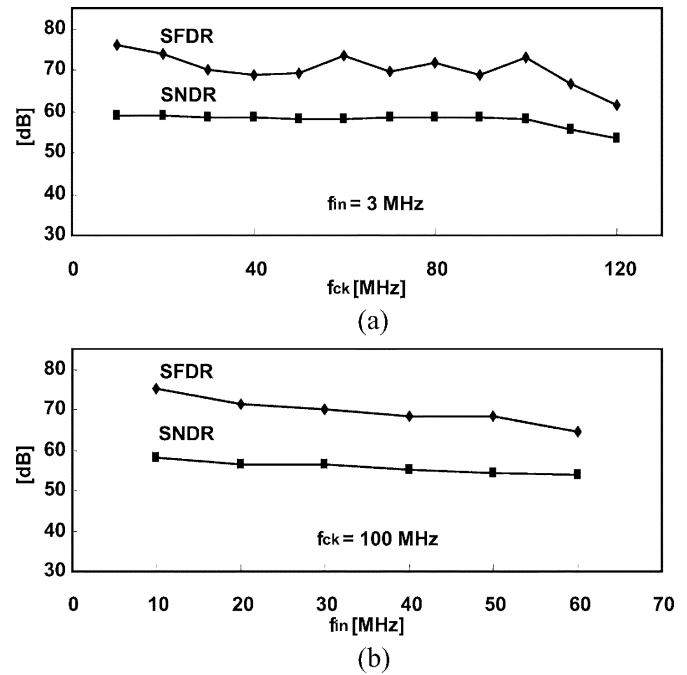 80
SFDR
70
SNDR
60
[dB]
50
40
fin = 3 MHz
30
0 40 80 120
fck [MHz]
(a)
80
SFDR
70
SNDR
60
[dB]
50
40
fck = 100 MHz
30
0 10 20 30 40 50 60 70
fin [MHz]
(b)